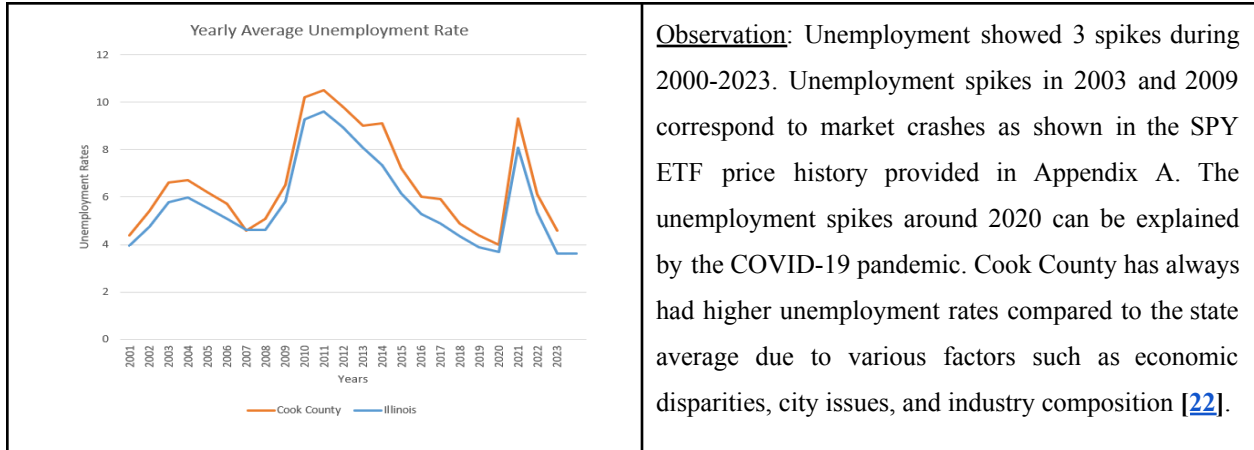 Yearly Average Unemployment Rate
12
10
8
6
4
2
0
Unemployment Rates
2001
2002
2003
2004
2005
2006
2007
2008
2009
2010
2011
2012
2013
2014
2015
2016
2017
2018
2019
2020
2021
2022
2023
Years
Cook County
Illinois
Observation: Unemployment showed 3 spikes during
2000-2023. Unemployment spikes in 2003 and 2009
correspond to market crashes as shown in the SPY
ETF price history provided in Appendix A. The
unemployment spikes around 2020 can be explained
by the COVID-19 pandemic. Cook County has always
had higher unemployment rates compared to the state
average due to various factors such as economic
disparities, city issues, and industry composition [22].